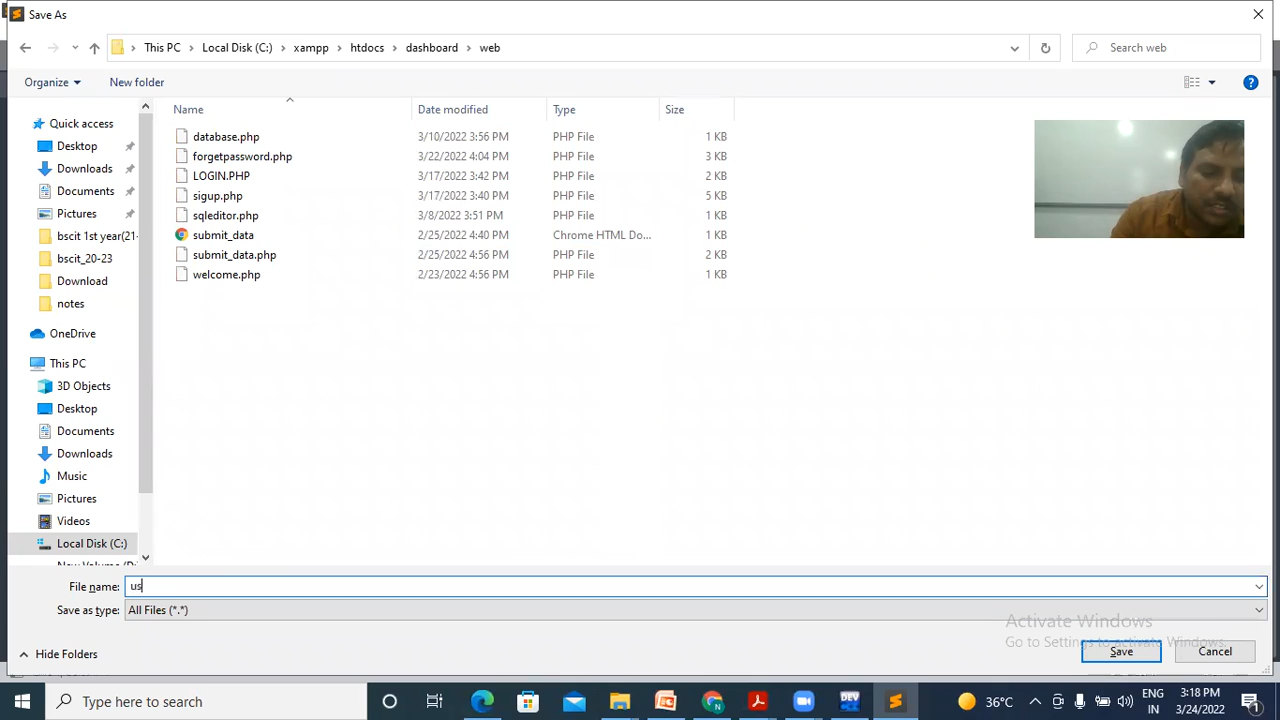 Save As
This PC > Local Disk (C:) > xampp > htdocs > dashboard > web
Search web
Organize New folder
Name Date modified Type Size
database.php 3/10/2022 3:56 PM PHP File 1 KB
forgetpassword.php 3/22/2022 4:04 PM PHP File 3 KB
LOGIN.PHP 3/17/2022 3:42 PM PHP File 2 KB
sigup.php 3/17/2022 3:40 PM PHP File 5 KB
sqleditor.php 3/8/2022 3:51 PM PHP File 1 KB
submit_data 2/25/2022 4:40 PM Chrome HTML Do... 1 KB
submit_data.php 2/25/2022 4:56 PM PHP File 2 KB
welcome.php 2/23/2022 4:56 PM PHP File 1 KB
Quick access
Desktop
Downloads
Documents
Pictures
bscit 1st year(21-
bscit_20-23
Download
notes
OneDrive
This PC
3D Objects
Desktop
Documents
Downloads
Music
Pictures
Videos
Local Disk (C:)
File name: us
Save as type: All Files (*.*)
Activate Windows
Go to Settings to activate Windows.
Hide Folders
Save Cancel
Type here to search
DEV
36°C
ENG
IN
3:18 PM
3/24/2022
1